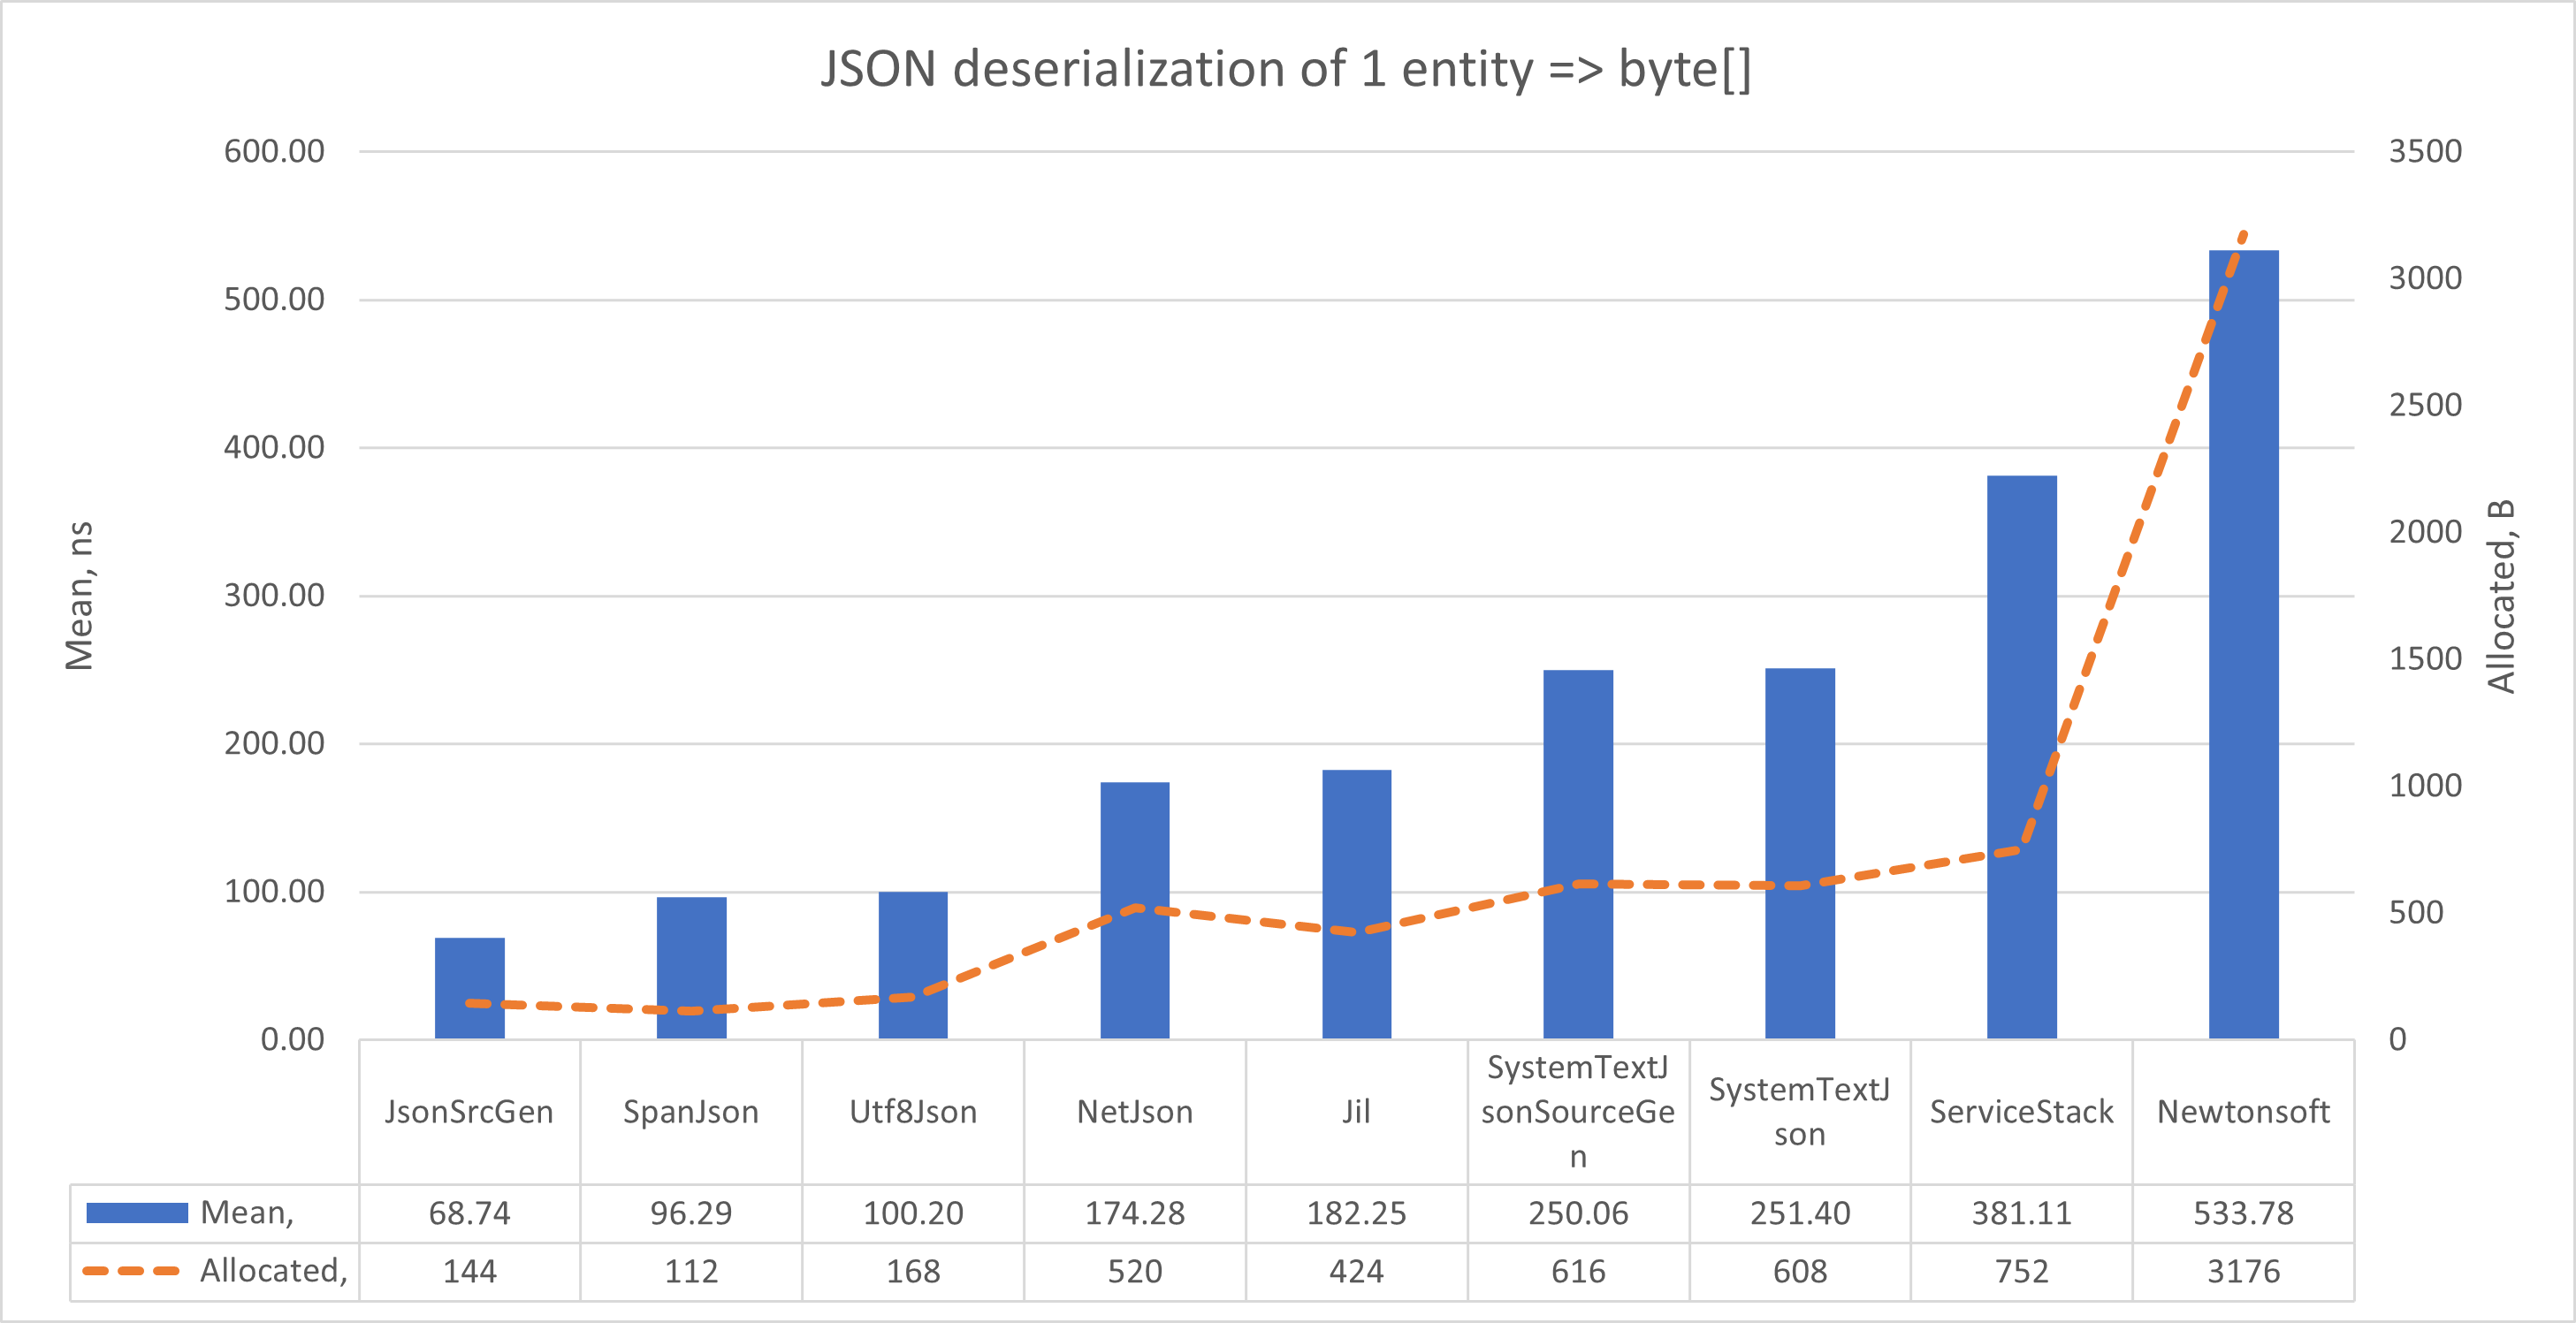 JSON deserialization of 1 entity => byte[]
600.00
500.00
400.00
300.00
200.00
100.00
0.00
Mean, ns
3500
3000
2500
2000
1500
1000
500
0
Allocated, B
JsonSrcGen
SpanJson
Utf8Json
NetJson
Jil
SystemTextJ
sonSourceGe
n
SystemTextJ
son
ServiceStack
Newtonsoft
Mean, 68.74 96.29 100.20 174.28 182.25 250.06 251.40 381.11 533.78
Allocated, 144 112 168 520 424 616 608 752 3176